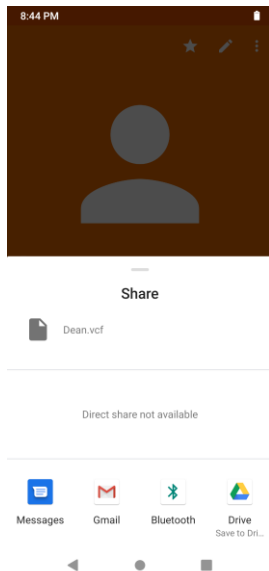 8:44 PM
Share
Dean.vcf
Direct share not available
Messages
Gmail
Bluetooth
Drive
Save to Dri...